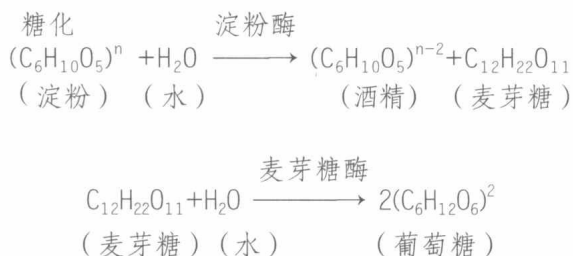 糖化 淀粉酶
(C₆H₁₀O₅)ⁿ +H₂O ⟶ (C₆H₁₀O₅)ⁿ⁻²+C₁₂H₂₂O₁₁
(淀粉) (水) (酒精) (麦芽糖)
麦芽糖酶
C₁₂H₂₂O₁₁+H₂O ⟶ 2(C₆H₁₂O₆)²
(麦芽糖) (水) (葡萄糖)